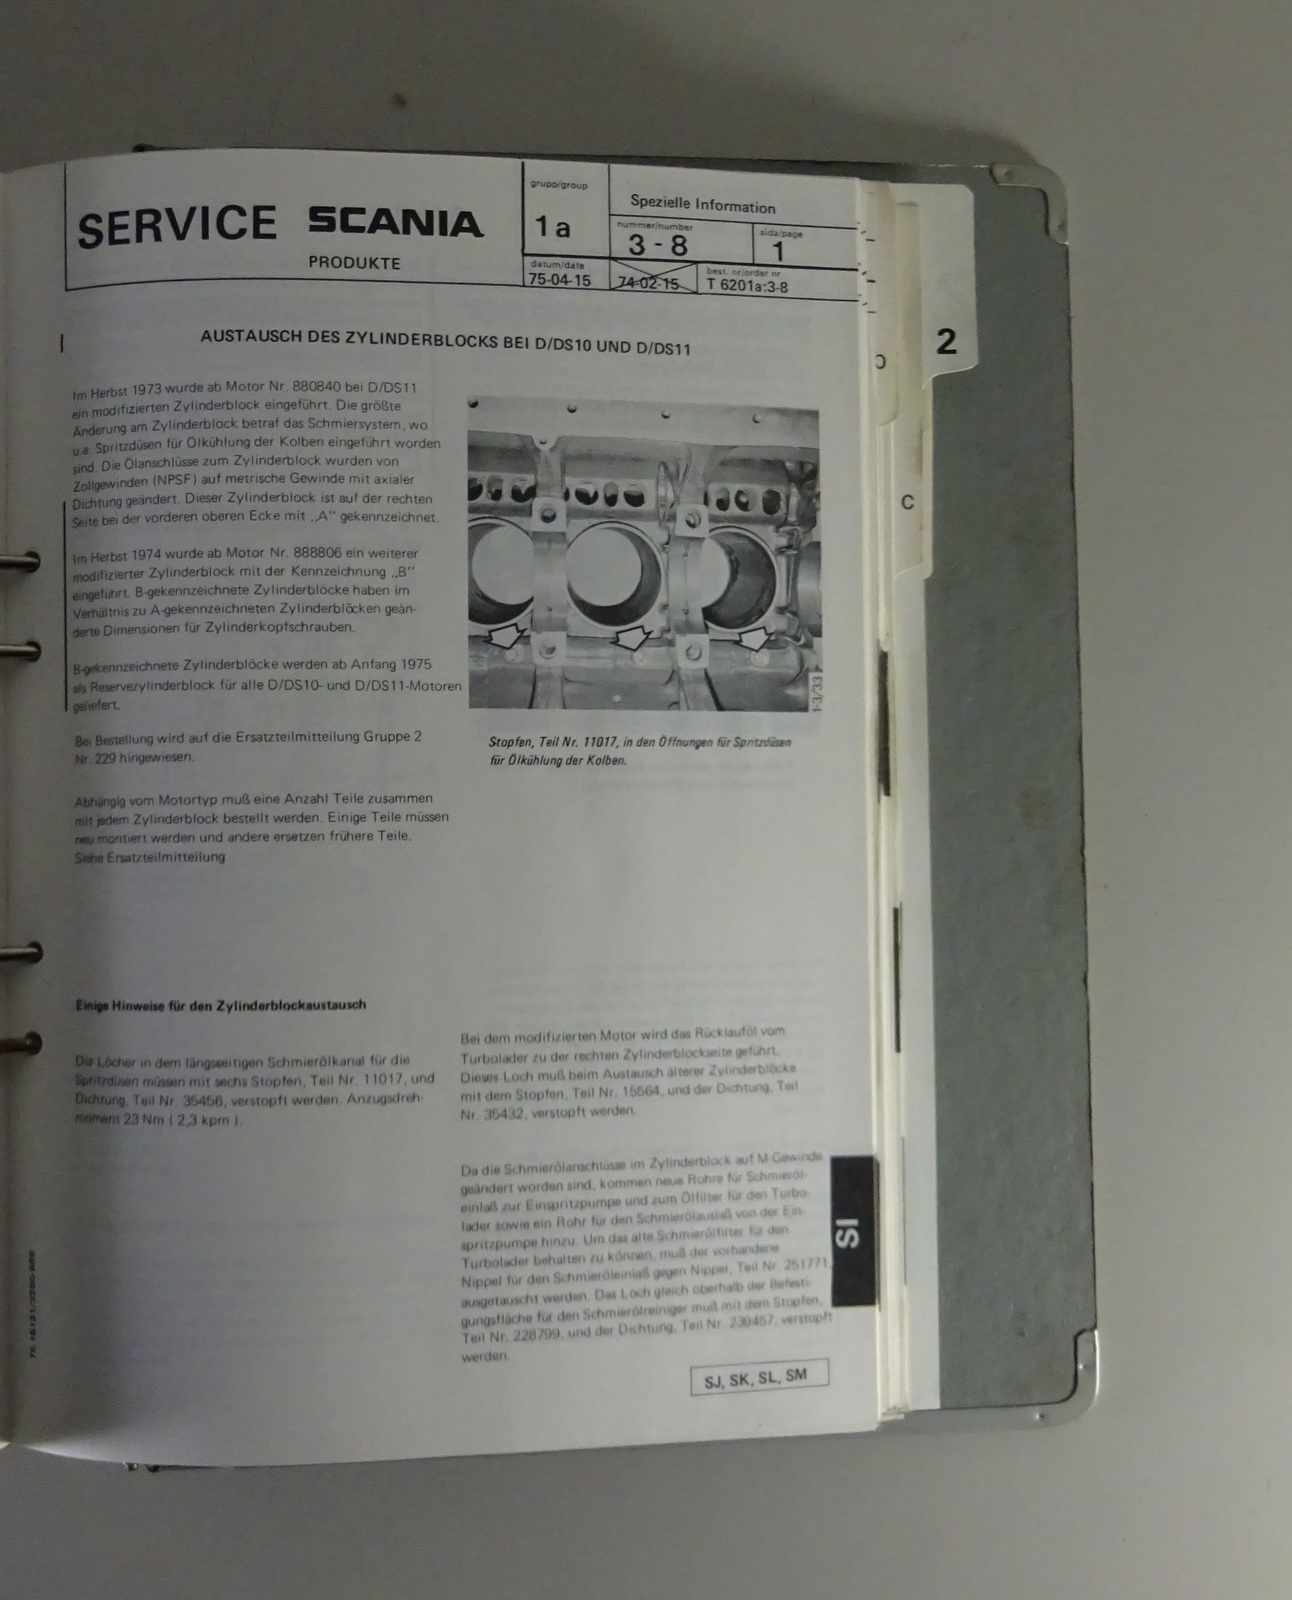 SERVICE SCANIA
PRODUKTE
grupp/group
1a
Spezielle Information
nummer/number
3 - 8
sida/page
1
datum/date
75-04-15
74-02-15
best. nr/order nr
T 6201a:3-8
AUSTAUSCH DES ZYLINDERBLOCKS BEI D/DS10 UND D/DS11
Im Herbst 1973 wurde ab Motor Nr. 880840 bei D/DS11
ein modifizierten Zylinderblock eingeführt. Die größte
Änderung am Zylinderblock betraf das Schmiersystem, wo
u.a. Spritzdüsen für Ölkühlung der Kolben eingeführt worden
sind. Die Ölanschlüsse zum Zylinderblock wurden von
Zollgewinden (NPSF) auf metrische Gewinde mit axialer
Dichtung geändert. Dieser Zylinderblock ist auf der rechten
Seite bei der vorderen oberen Ecke mit „A" gekennzeichnet.
Im Herbst 1974 wurde ab Motor Nr. 888806 ein weiterer
modifizierter Zylinderblock mit der Kennzeichnung „B"
eingeführt. B-gekennzeichnete Zylinderblöcke haben im
Verhältnis zu A-gekennzeichneten Zylinderblöcken geän-
derte Dimensionen für Zylinderkopfschrauben.
B-gekennzeichnete Zylinderblöcke werden ab Anfang 1975
als Reservezylinderblock für alle D/DS10- und D/DS11-Motoren
geliefert.
Bei Bestellung wird auf die Ersatzteilmitteilung Gruppe 2
Nr. 229 hingewiesen.
Abhängig vom Motortyp muß eine Anzahl Teile zusammen
mit jedem Zylinderblock bestellt werden. Einige Teile müssen
neu montiert werden und andere ersetzen frühere Teile.
Siehe Ersatzteilmitteilung
1-3/33
Stopfen, Teil Nr. 11017, in den Öffnungen für Spritzdüsen
für Ölkühlung der Kolben.
Einige Hinweise für den Zylinderblockaustausch
Die Löcher in dem längsseitigen Schmierölkanal für die
Spritzdüsen müssen mit sechs Stopfen, Teil Nr. 11017, und
Dichtung, Teil Nr. 35456, verstopft werden. Anzugsdreh-
moment 23 Nm ( 2,3 kpm ).
Bei dem modifizierten Motor wird das Rücklauföl vom
Turbolader zu der rechten Zylinderblockseite geführt.
Dieses Loch muß beim Austausch älterer Zylinderblöcke
mit dem Stopfen, Teil Nr. 15564, und der Dichtung, Teil
Nr. 35432, verstopft werden.
Da die Schmierölanschlüsse im Zylinderblock auf M-Gewinde
geändert worden sind, kommen neue Rohre für Schmieröl-
einlaß zur Einspritzpumpe und zum Ölfilter für den Turbo-
lader sowie ein Rohr für den Schmierölauslaß von der Ein-
spritzpumpe hinzu. Um das alte Schmierölfilter für den
Turbolader behalten zu können, muß der vorhandene
Nippel für den Schmieröleinlaß gegen Nippel, Teil Nr. 261771,
ausgetauscht werden. Das Loch gleich oberhalb der Befesti-
gungsfläche für den Schmierölreiniger muß mit dem Stopfen,
Teil Nr. 228799, und der Dichtung, Teil Nr. 230457, verstopft
werden.
SJ, SK, SL, SM
SI
2
C